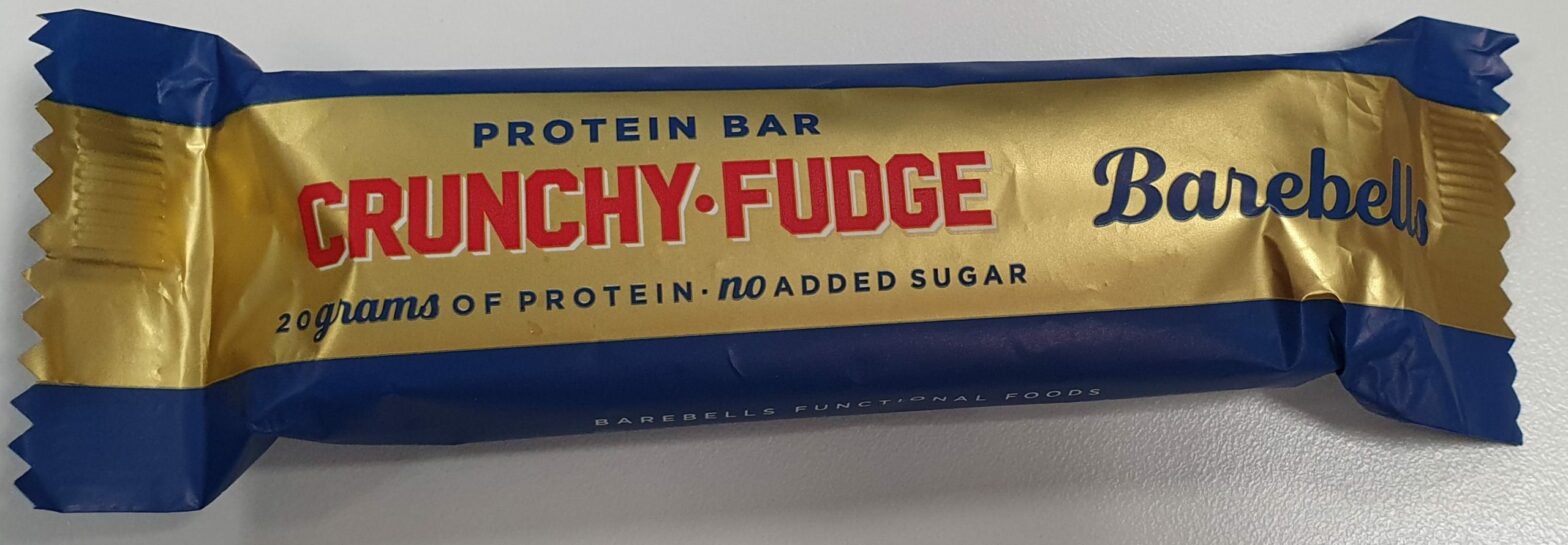 PROTEIN BAR
CRUNCHY·FUDGE
20grams OF PROTEIN·no ADDED SUGAR
Barebells
BAREBELLS FUNCTIONAL FOODS